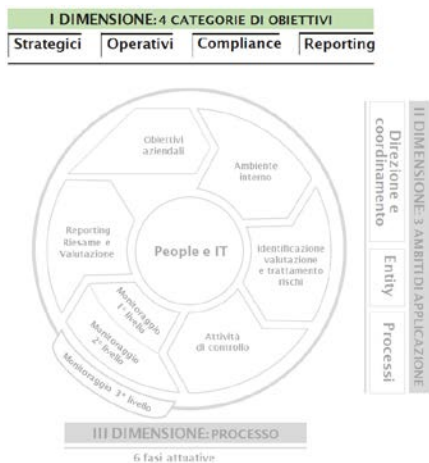 I DIMENSIONE: 4 CATEGORIE DI OBIETTIVI
Strategici Operativi Compliance Reporting
Obiettivi
aziendali
Ambiente
interno
Identificazione
valutazione
e trattamento
rischi
Attività
di controllo
Monitoraggio
1° livello
Monitoraggio
2° livello
Monitoraggio 3° livello
Reporting
Riesame e
Valutazione
People e IT
Direzione e
coordinamento
Entity
Processi
II DIMENSIONE: 3 AMBITI DI APPLICAZIONE
III DIMENSIONE: PROCESSO
6 fasi attuative